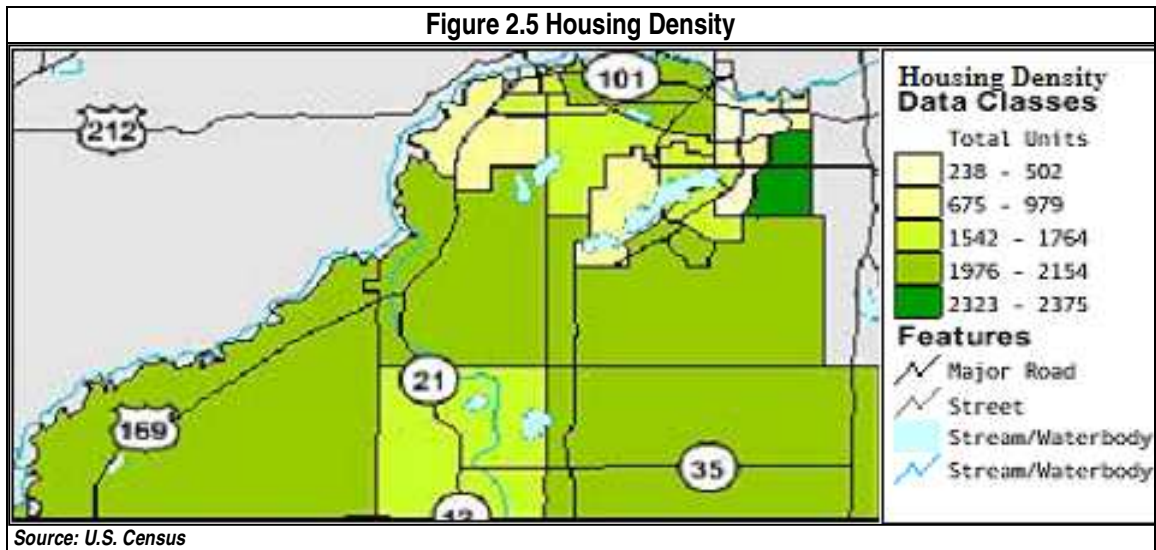 Figure 2.5 Housing Density
101
212
21
169
35
Housing Density
Data Classes
Total Units
238 - 502
675 - 979
1542 - 1764
1976 - 2154
2323 - 2375
Features
Major Road
Street
Stream/Waterbody
Stream/Waterbody
Source: U.S. Census